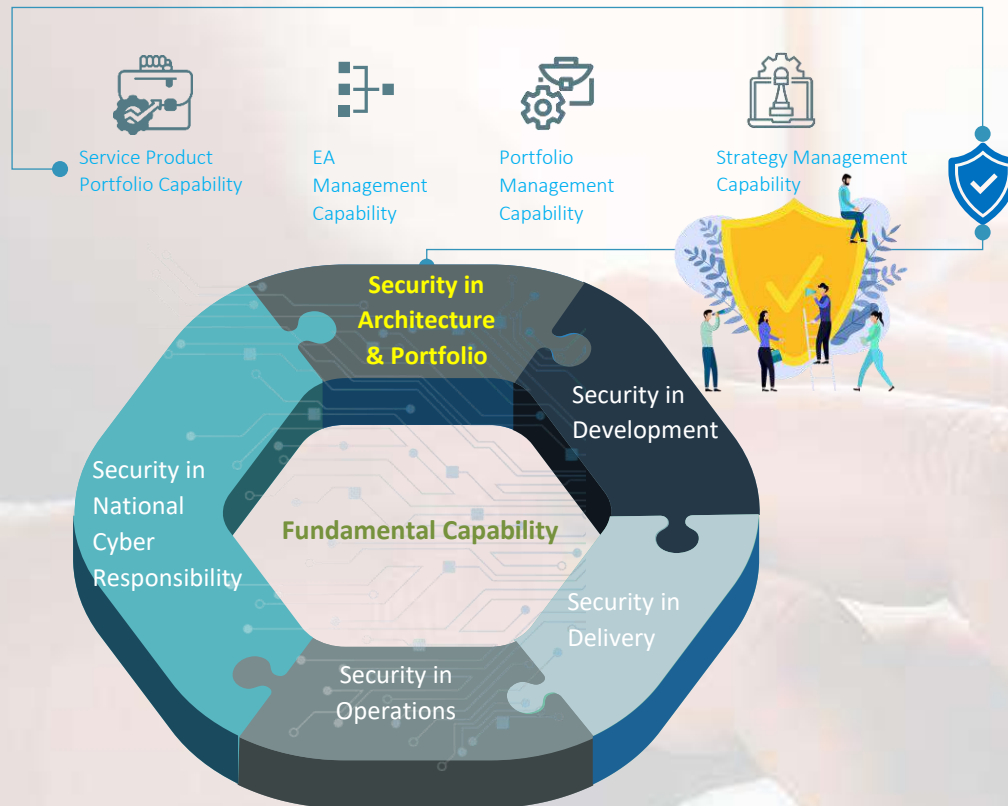 Service Product
Portfolio Capability
EA
Management
Capability
Portfolio
Management
Capability
Strategy Management
Capability
Security in
Architecture
& Portfolio
Security in
Development
Security in
National
Cyber
Responsibility
Fundamental Capability
Security in
Delivery
Security in
Operations